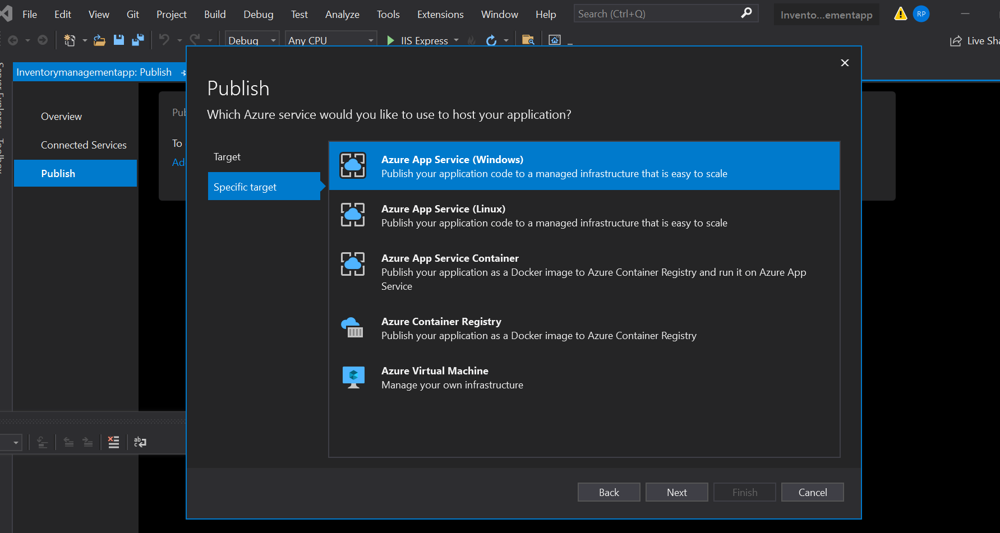 File Edit View Git Project Build Debug Test Analyze Tools Extensions Window Help Search (Ctrl+Q) Invento...ementapp RP
Debug Any CPU IIS Express Live Sha
Server Explorer Toolbox
Inventorymanagementapp: Publish
Overview
Connected Services
Publish
Pub
To
Ad
Publish
Which Azure service would you like to use to host your application?
Target
Specific target
Azure App Service (Windows)
Publish your application code to a managed infrastructure that is easy to scale
Azure App Service (Linux)
Publish your application code to a managed infrastructure that is easy to scale
Azure App Service Container
Publish your application as a Docker image to Azure Container Registry and run it on Azure App
Service
Azure Container Registry
Publish your application as a Docker image to Azure Container Registry
Azure Virtual Machine
Manage your own infrastructure
Back Next Finish Cancel